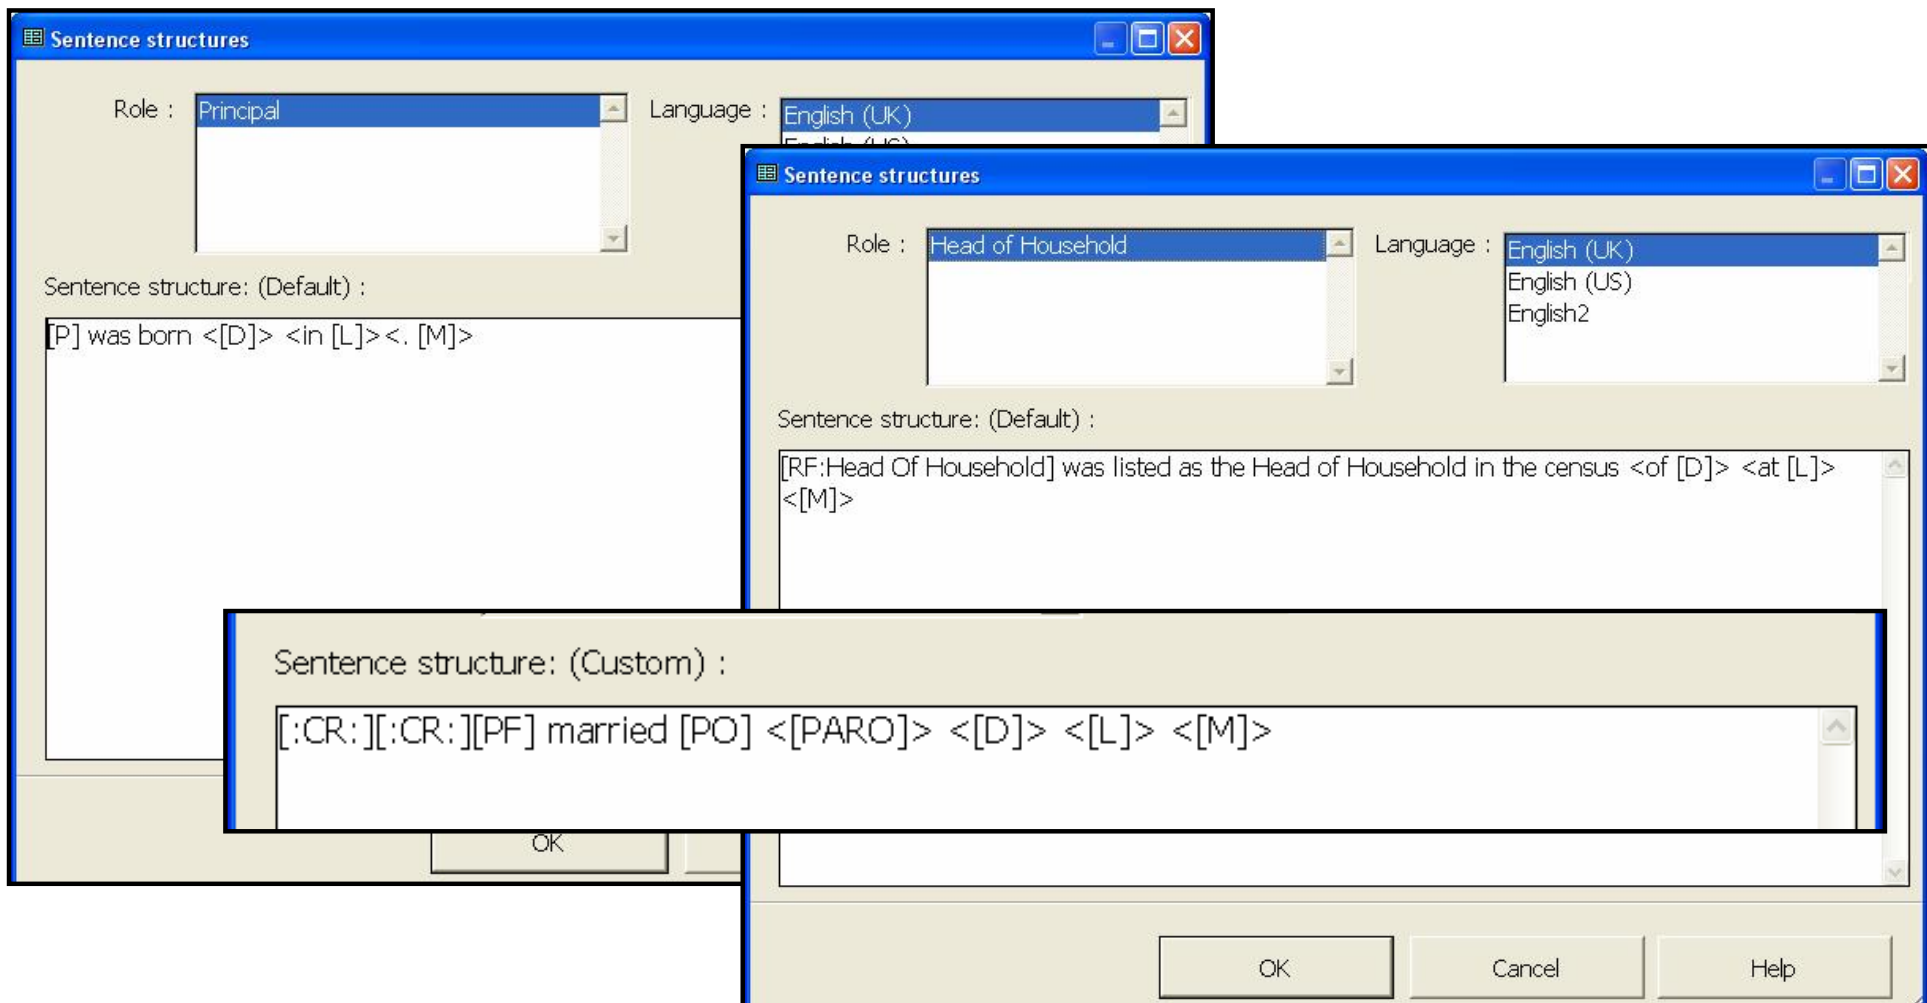 Sentence structures
Role :
Principal
Language :
English (UK)
English (US)
Sentence structure: (Default) :
[P] was born <[D]> <in [L]><. [M]>
OK
Sentence structures
Role :
Head of Household
Language :
English (UK)
English (US)
English2
Sentence structure: (Default) :
[RF:Head Of Household] was listed as the Head of Household in the census <of [D]> <at [L]>
<[M]>
Sentence structure: (Custom) :
[:CR:][:CR:][PF] married [PO] <[PARO]> <[D]> <[L]> <[M]>
OK
Cancel
Help